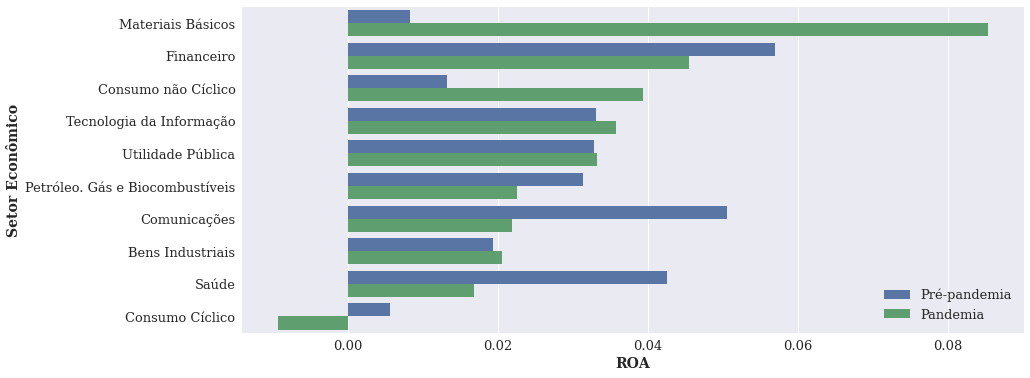 Setor Econômico
Materiais Básicos
Financeiro
Consumo não Cíclico
Tecnologia da Informação
Utilidade Pública
Petróleo. Gás e Biocombustíveis
Comunicações
Bens Industriais
Saúde
Consumo Cíclico
Pré-pandemia
Pandemia
0.00 0.02 0.04 0.06 0.08
ROA